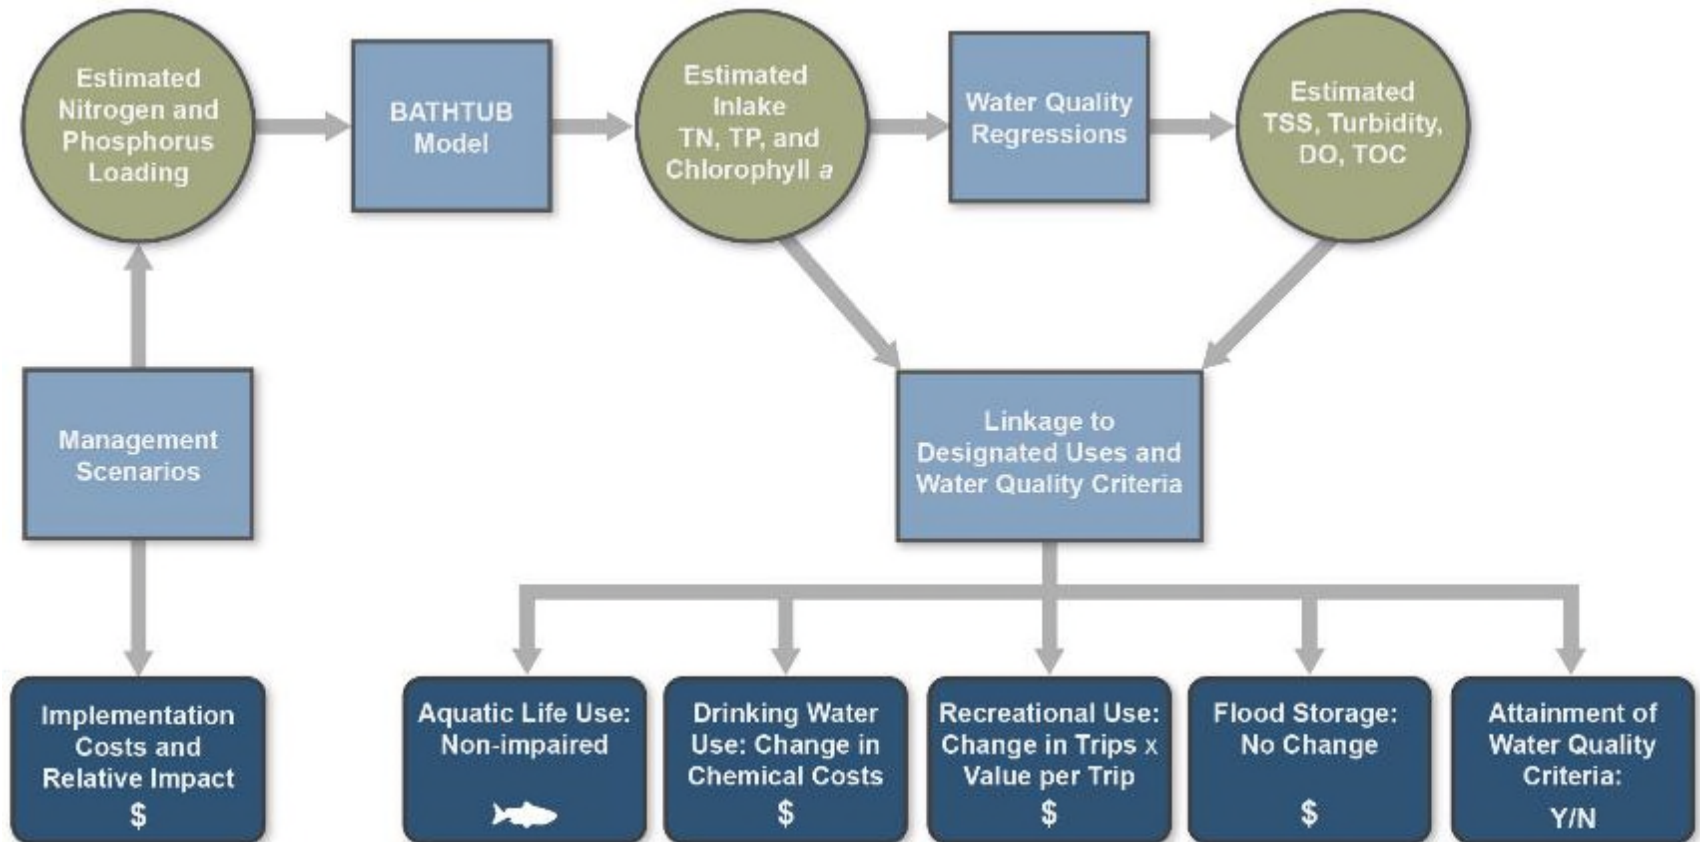 Estimated
Nitrogen and
Phosphorus
Loading
BATHTUB
Model
Estimated
Inlake
TN, TP, and
Chlorophyll a
Water Quality
Regressions
Estimated
TSS, Turbidity,
DO, TOC
Management
Scenarios
Linkage to
Designated Uses and
Water Quality Criteria
Implementation
Costs and
Relative Impact
$
Aquatic Life Use:
Non-impaired
Drinking Water
Use: Change in
Chemical Costs
$
Recreational Use:
Change in Trips x
Value per Trip
$
Flood Storage:
No Change
$
Attainment of
Water Quality
Criteria:
Y/N